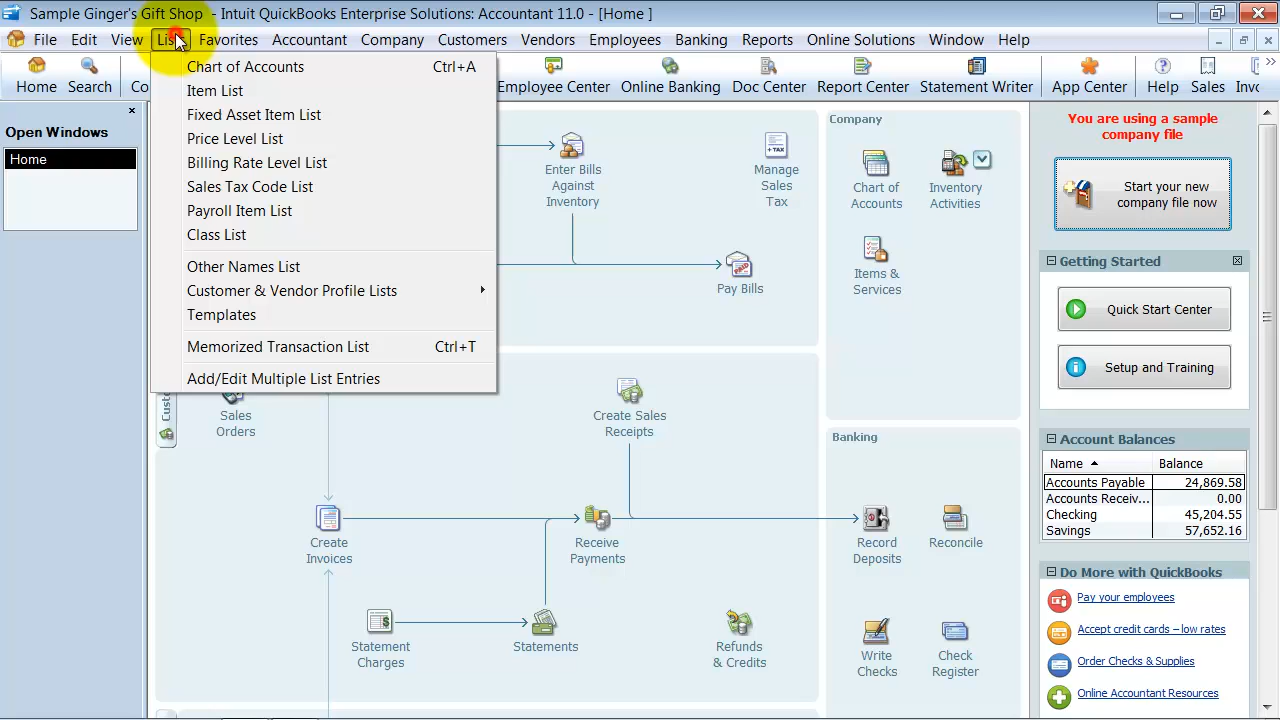 Sample Ginger's Gift Shop - Intuit QuickBooks Enterprise Solutions: Accountant 11.0 - [Home ]
File Edit View Favorites Accountant Company Customers Vendors Employees Banking Reports Online Solutions Window Help
Home Search Co Employee Center Online Banking Doc Center Report Center Statement Writer App Center Help Sales Invo
Chart of Accounts Ctrl+A
Item List
Fixed Asset Item List
Price Level List
Billing Rate Level List
Sales Tax Code List
Payroll Item List
Class List
Other Names List
Customer & Vendor Profile Lists
Templates
Memorized Transaction List Ctrl+T
Add/Edit Multiple List Entries
Open Windows
Home
Enter Bills
Against
Inventory
Manage
Sales
Tax
+ TAX
Pay Bills
PAID
Sales
Orders
Create Sales
Receipts
Create
Invoices
Receive
Payments
Statement
Charges
Statements
Refunds
& Credits
Company
Chart of
Accounts
Inventory
Activities
Items &
Services
Banking
Record
Deposits
Reconcile
Write
Checks
Check
Register
You are using a sample
company file
Start your new
company file now
Getting Started
Quick Start Center
Setup and Training
Account Balances
Name Balance
Accounts Payable 24,869.58
Accounts Receiv... 0.00
Checking 45,204.55
Savings 57,652.16
Do More with QuickBooks
Pay your employees
Accept credit cards – low rates
Order Checks & Supplies
Online Accountant Resources